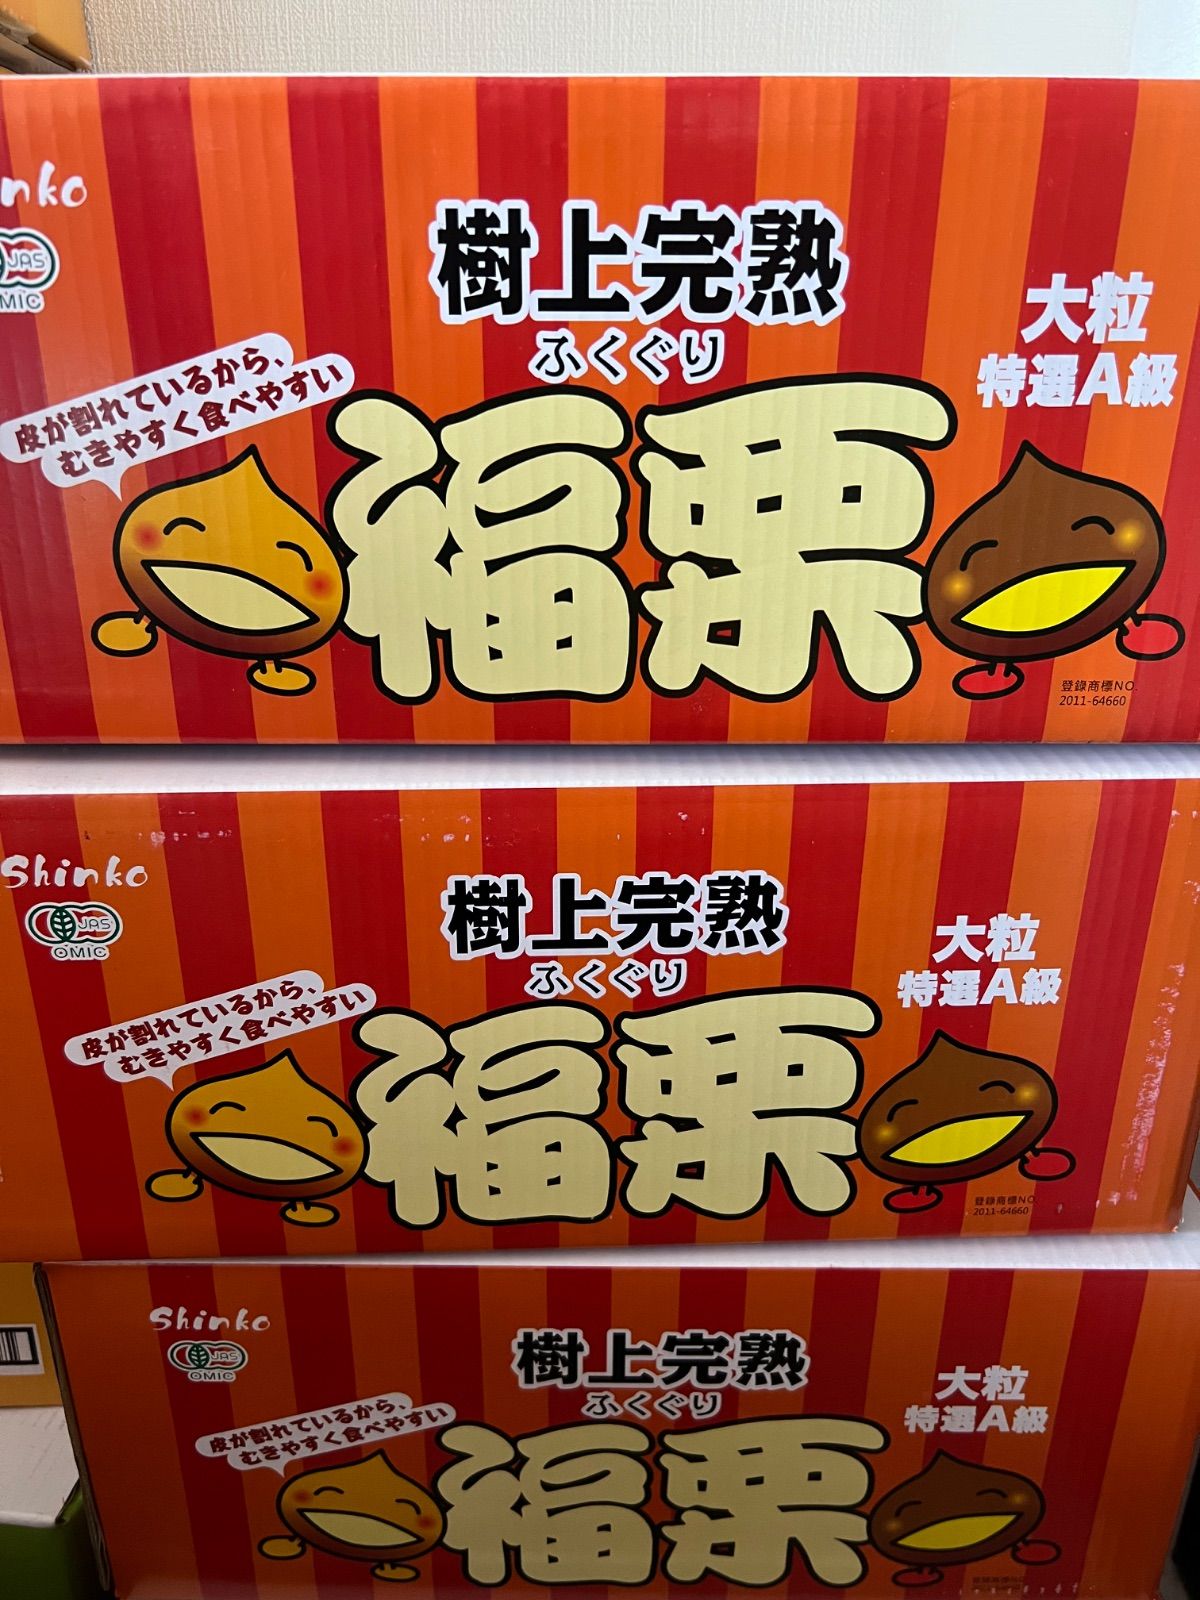 nko
JAS
MIC
樹上完熟
ふくぐり
福栗
大粒
特選A級
皮が割れているから、
むきやすく食べやすい
登錄商標NO.
2011-64660
Shinko
JAS
OMIC
樹上完熟
ふくぐり
福栗
大粒
特選A級
皮が割れているから、
むきやすく食べやすい
登錄商標NO.
2011-64660
Shinko
JAS
OMIC
樹上完熟
ふくぐり
福栗
大粒
特選A級
皮が割れているから、
むきやすく食べやすい